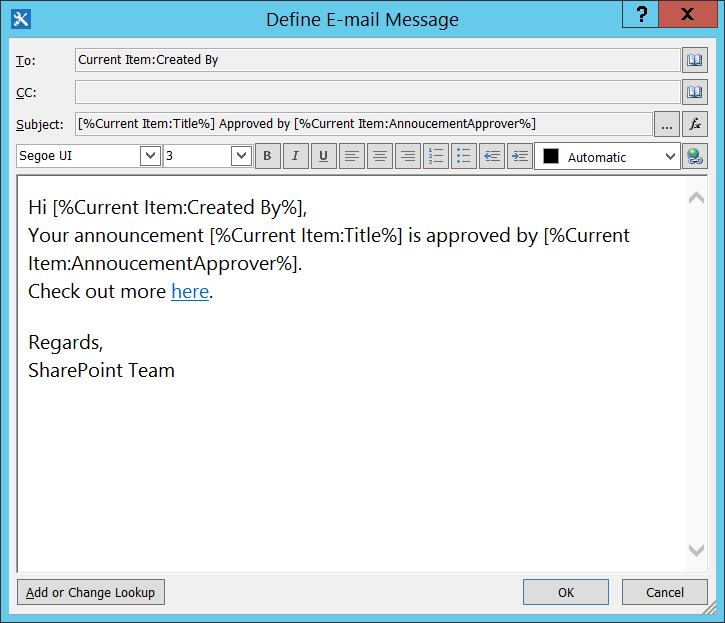 Define E-mail Message
?
X
To:
Current Item:Created By
CC:
Subject:
[%Current Item:Title%] Approved by [%Current Item:AnnoucementApprover%]
...
fx
Segoe UI
3
B
I
U
Automatic
Hi [%Current Item:Created By%],
Your announcement [%Current Item:Title%] is approved by [%Current
Item:AnnoucementApprover%].
Check out more here.
Regards,
SharePoint Team
Add or Change Lookup
OK
Cancel